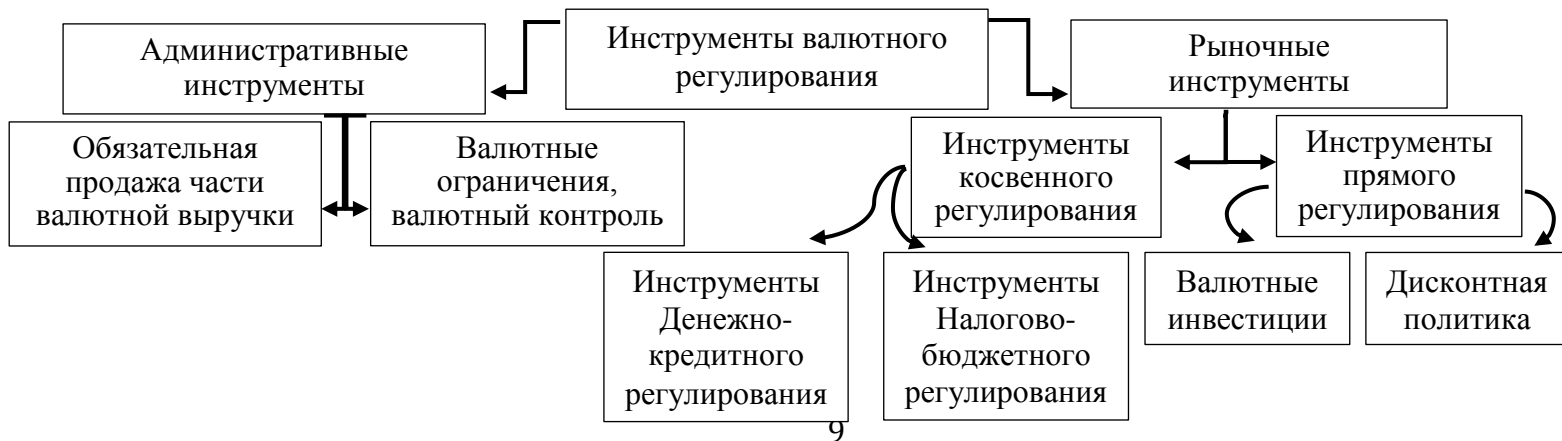 Инструменты валютного
регулирования
Административные
инструменты
Рыночные
инструменты
Обязательная
продажа части
валютной выручки
Валютные
ограничения,
валютный контроль
Инструменты
косвенного
регулирования
Инструменты
прямого
регулирования
Инструменты
Денежно-
кредитного
регулирования
Инструменты
Налогово-
бюджетного
регулирования
Валютные
инвестиции
Дисконтная
политика
9